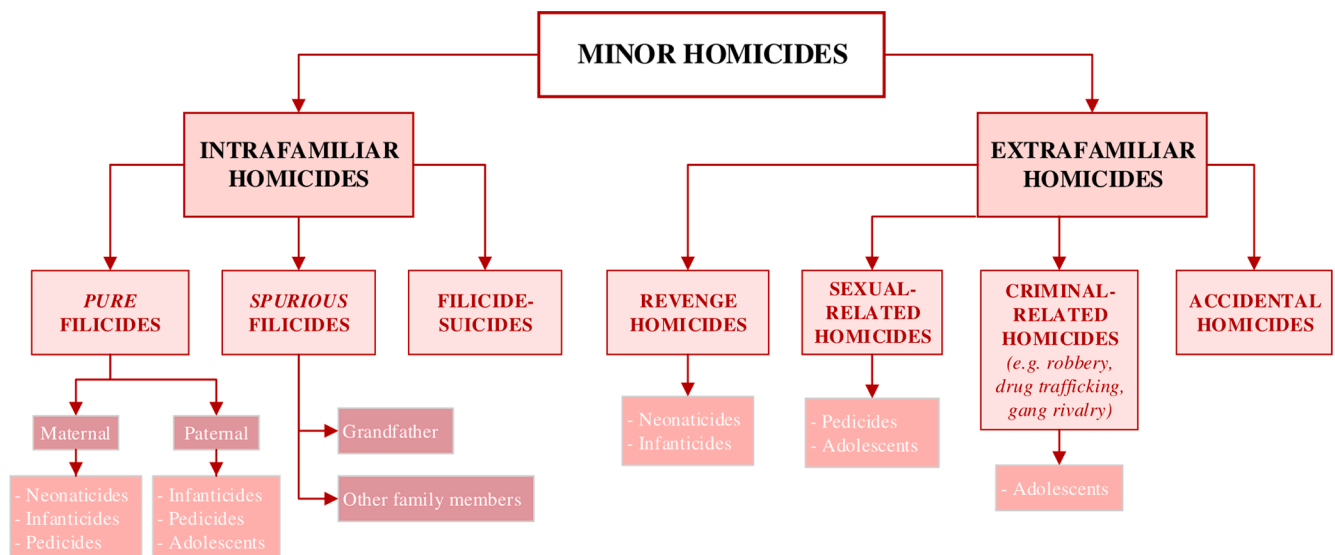 MINOR HOMICIDES
INTRAFAMILIAR
HOMICIDES
EXTRAFAMILIAR
HOMICIDES
PURE
FILICIDES
SPURIOUS
FILICIDES
FILICIDE-
SUICIDES
REVENGE
HOMICIDES
SEXUAL-
RELATED
HOMICIDES
CRIMINAL-
RELATED
HOMICIDES
(e.g. robbery,
drug trafficking,
gang rivalry)
ACCIDENTAL
HOMICIDES
Maternal
Paternal
Grandfather
Other family members
- Neonaticides
- Infanticides
- Pedicides
- Infanticides
- Pedicides
- Adolescents
- Neonaticides
- Infanticides
- Pedicides
- Adolescents
- Adolescents